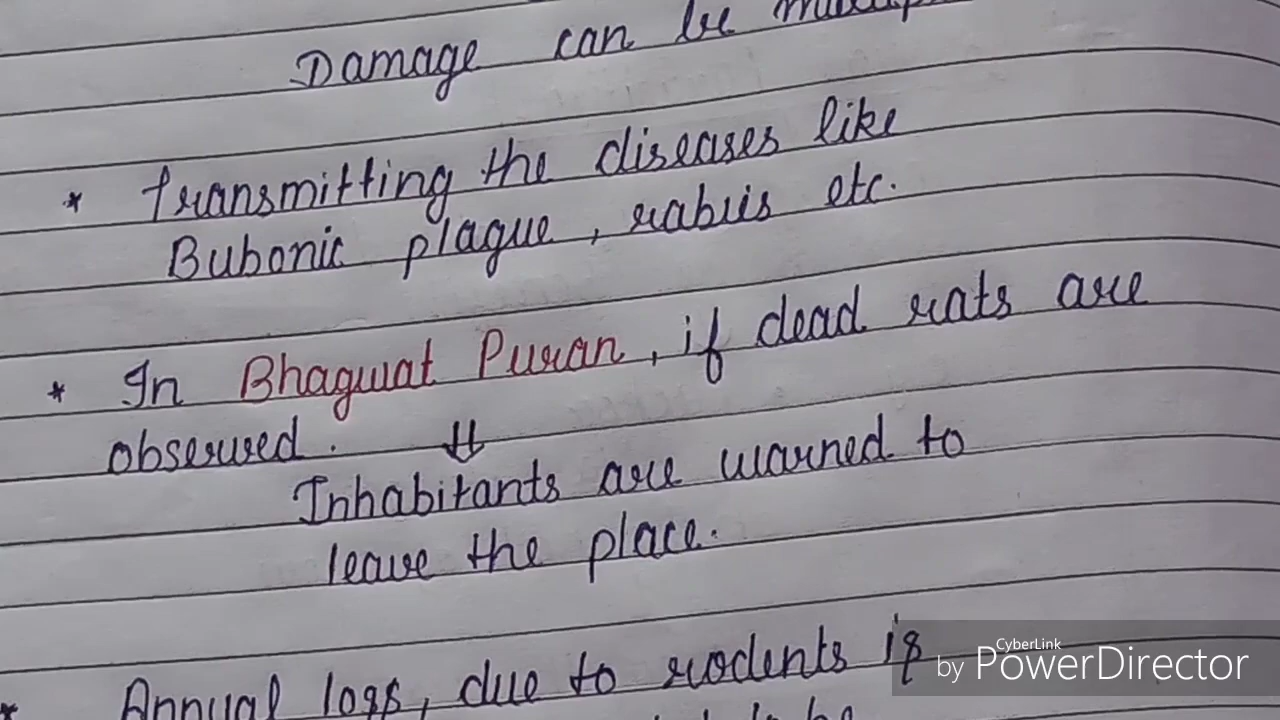 Damage can be
* transmitting the diseases like
Bubonic plague, rabies etc.
* In Bhagwat Puran, if dead rats are
observed. ⇓
Inhabitants are warned to
leave the place.
* Annual loss, due to rodents is
CyberLink
by PowerDirector